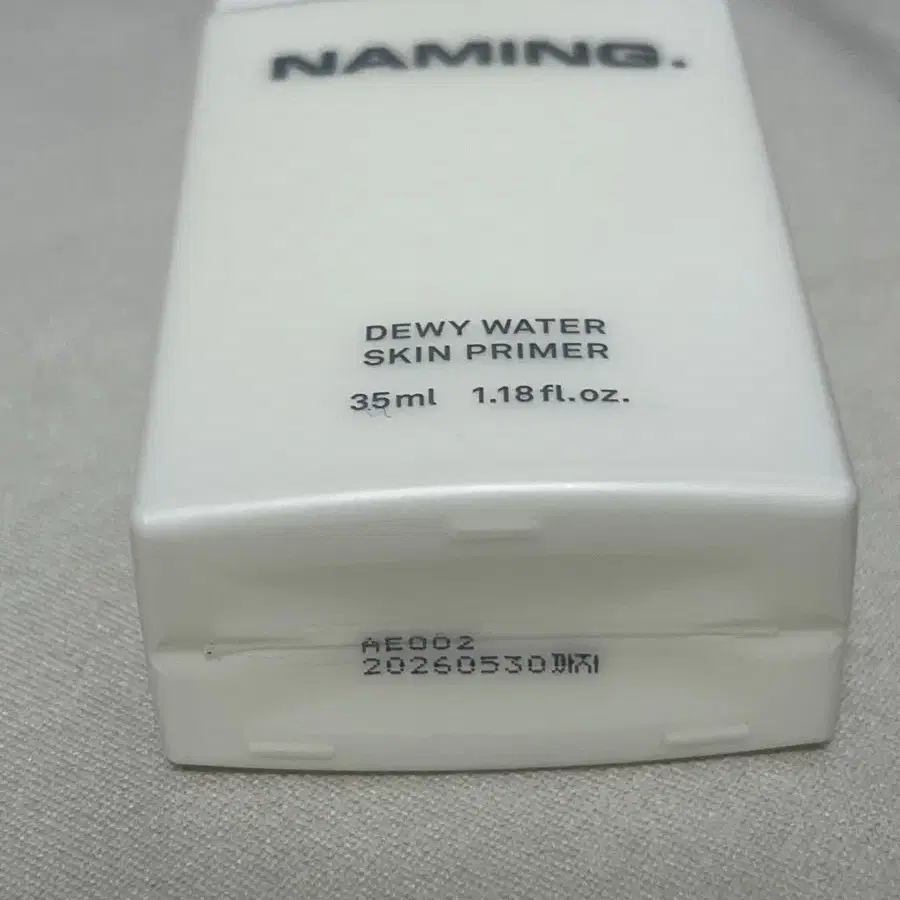 NAMING.
DEWY WATER
SKIN PRIMER
35ml 1.18 fl.oz.
AE002
20260530까지